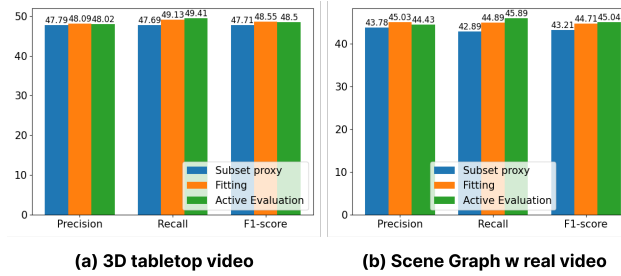 47.79 48.09 48.02
47.69 49.13 49.41
47.71 48.55 48.5
50
40
30
20
10
0
Subset proxy
Fitting
Active Evaluation
Precision Recall F1-score
(a) 3D tabletop video
43.78 45.03 44.43
42.89 44.89 45.89
43.21 44.71 45.04
40
30
20
10
0
Subset proxy
Fitting
Active Evaluation
Precision Recall F1-score
(b) Scene Graph w real video